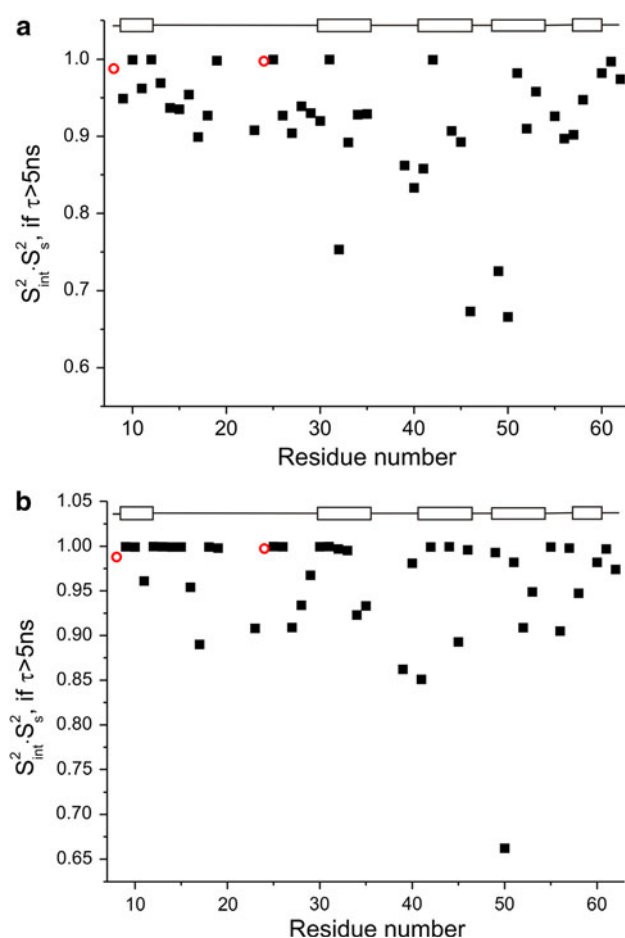 a
1.0
0.9
0.8
0.7
0.6
S²int·S²s, if τ>5ns
10 20 30 40 50 60
Residue number
b
1.05
1.00
0.95
0.90
0.85
0.80
0.75
0.70
0.65
S²int·S²s, if τ>5ns
10 20 30 40 50 60
Residue number